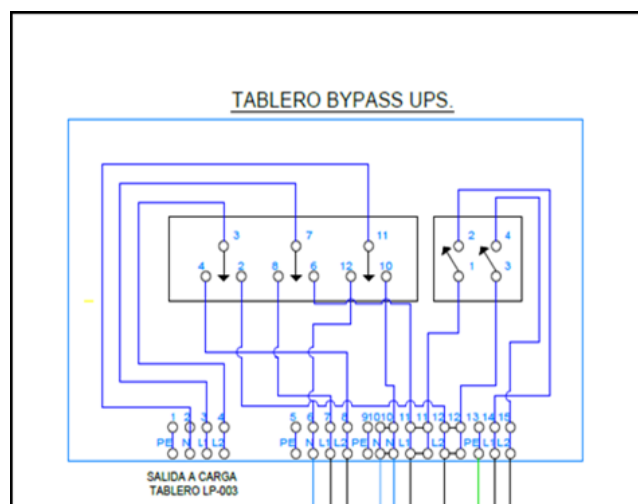 TABLERO BYPASS UPS.
3 7 11 2 4
4 2 8 6 12 10 1 3
1 2 3 4 5 6 7 8 9 10 10 11 11 12 12 13 14 15
PE N L1 L2 PE N L1 L2 PE N N L1 L2 PE L1 L2
SALIDA A CARGA
TABLERO LP-003